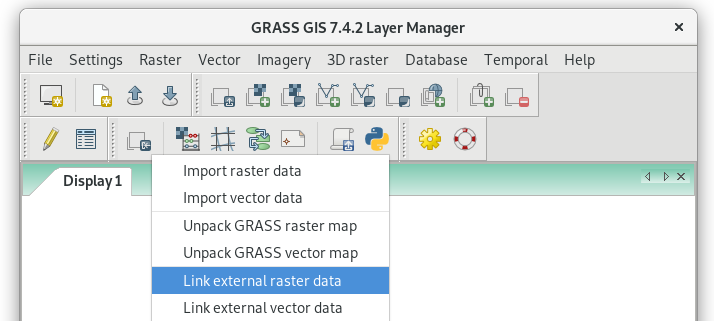 GRASS GIS 7.4.2 Layer Manager
File Settings Raster Vector Imagery 3D raster Database Temporal Help
Display 1
Import raster data
Import vector data
Unpack GRASS raster map
Unpack GRASS vector map
Link external raster data
Link external vector data